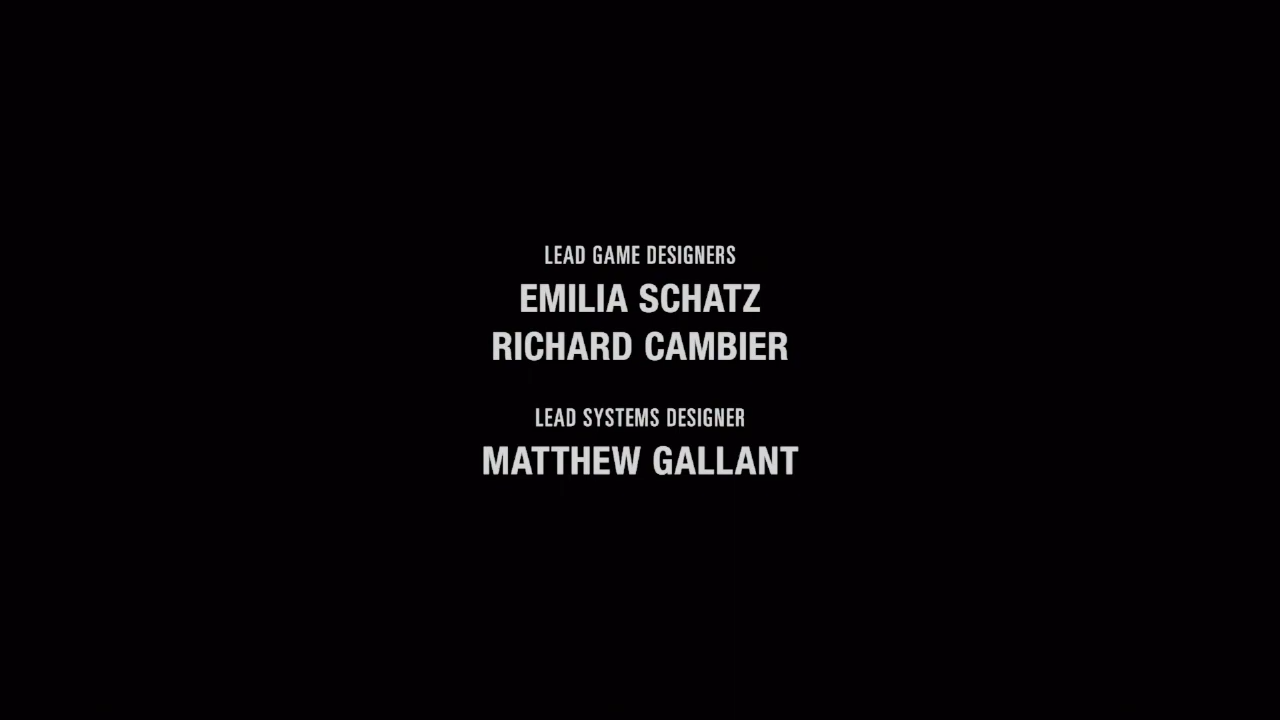 LEAD GAME DESIGNERS
EMILIA SCHATZ
RICHARD CAMBIER
LEAD SYSTEMS DESIGNER
MATTHEW GALLANT